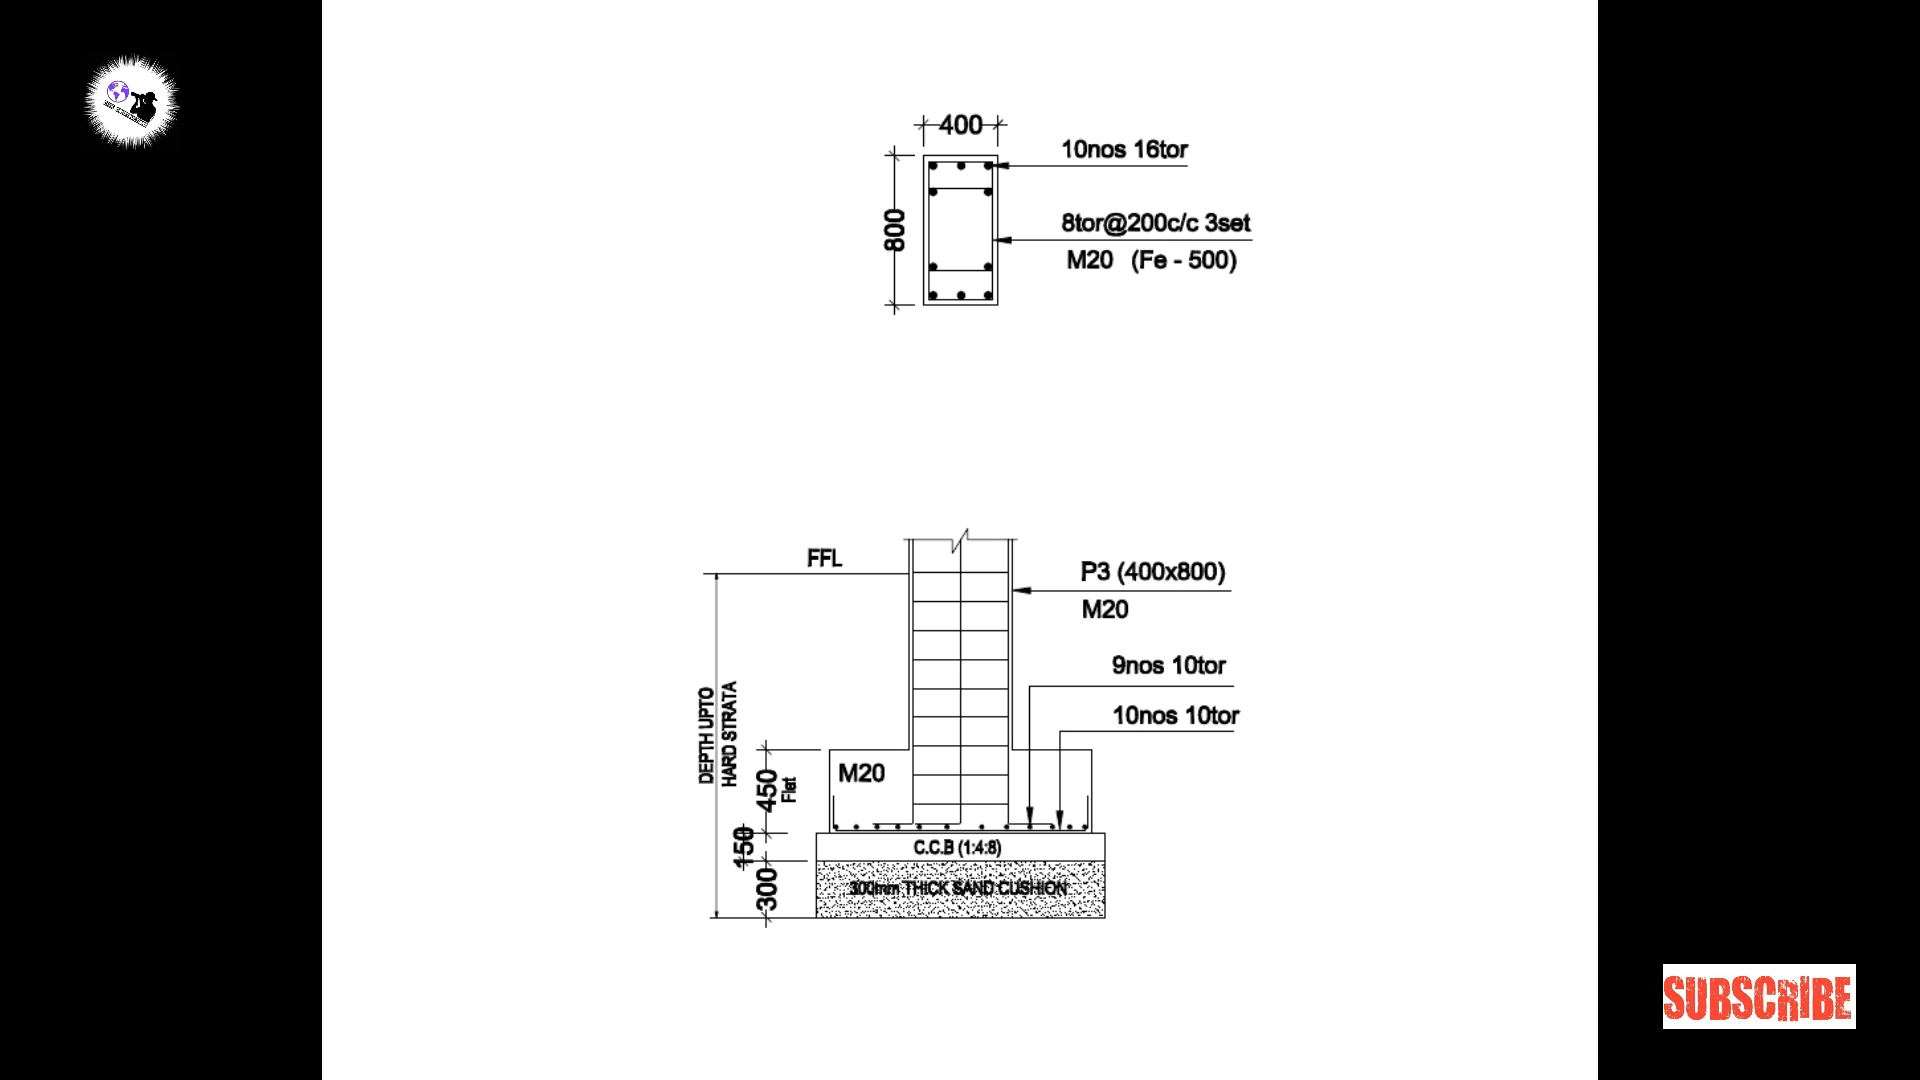 400
10nos 16tor
800
8tor@200c/c 3set
M20 (Fe - 500)
FFL
P3 (400x800)
M20
9nos 10tor
10nos 10tor
DEPTH UPTO
HARD STRATA
M20
450
Flat
150
C.C.B (1:4:8)
300
300mm THICK SAND CUSHION
SUBSCRIBE